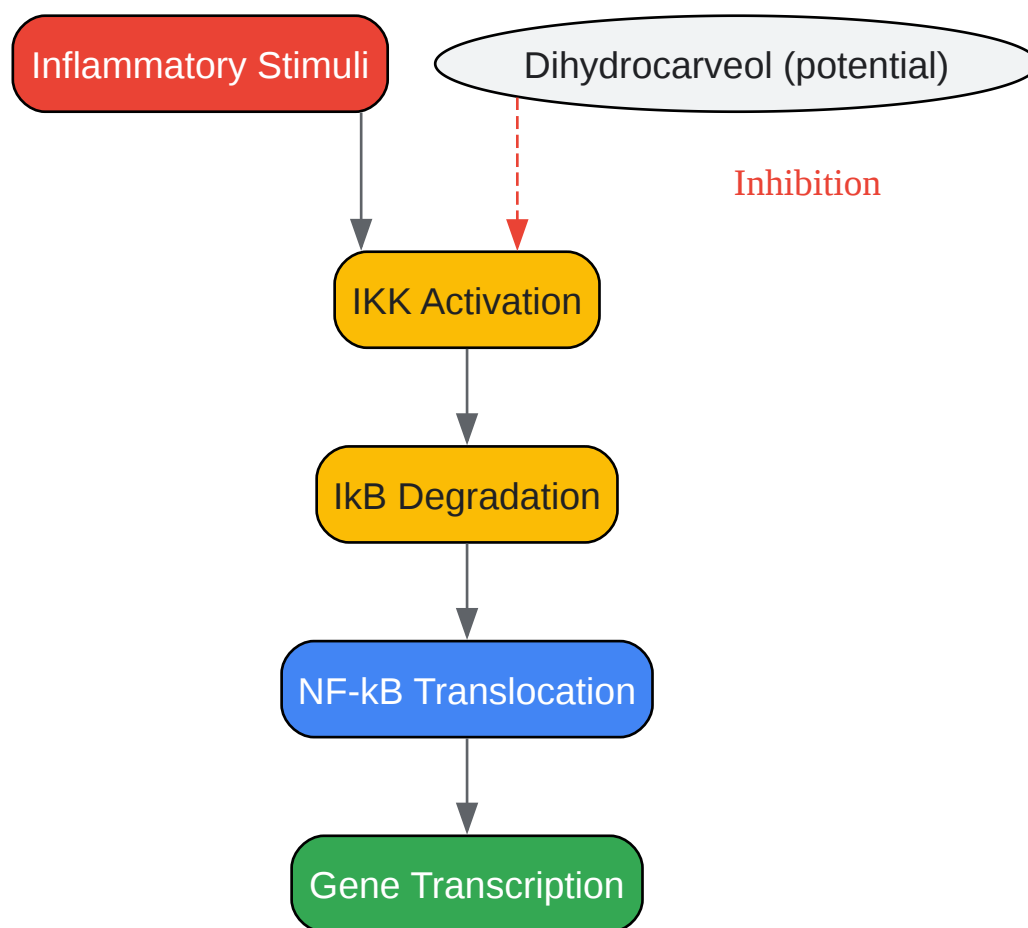 Inflammatory Stimuli
Dihydrocarveol (potential)
Inhibition
IKK Activation
IkB Degradation
NF-kB Translocation
Gene Transcription